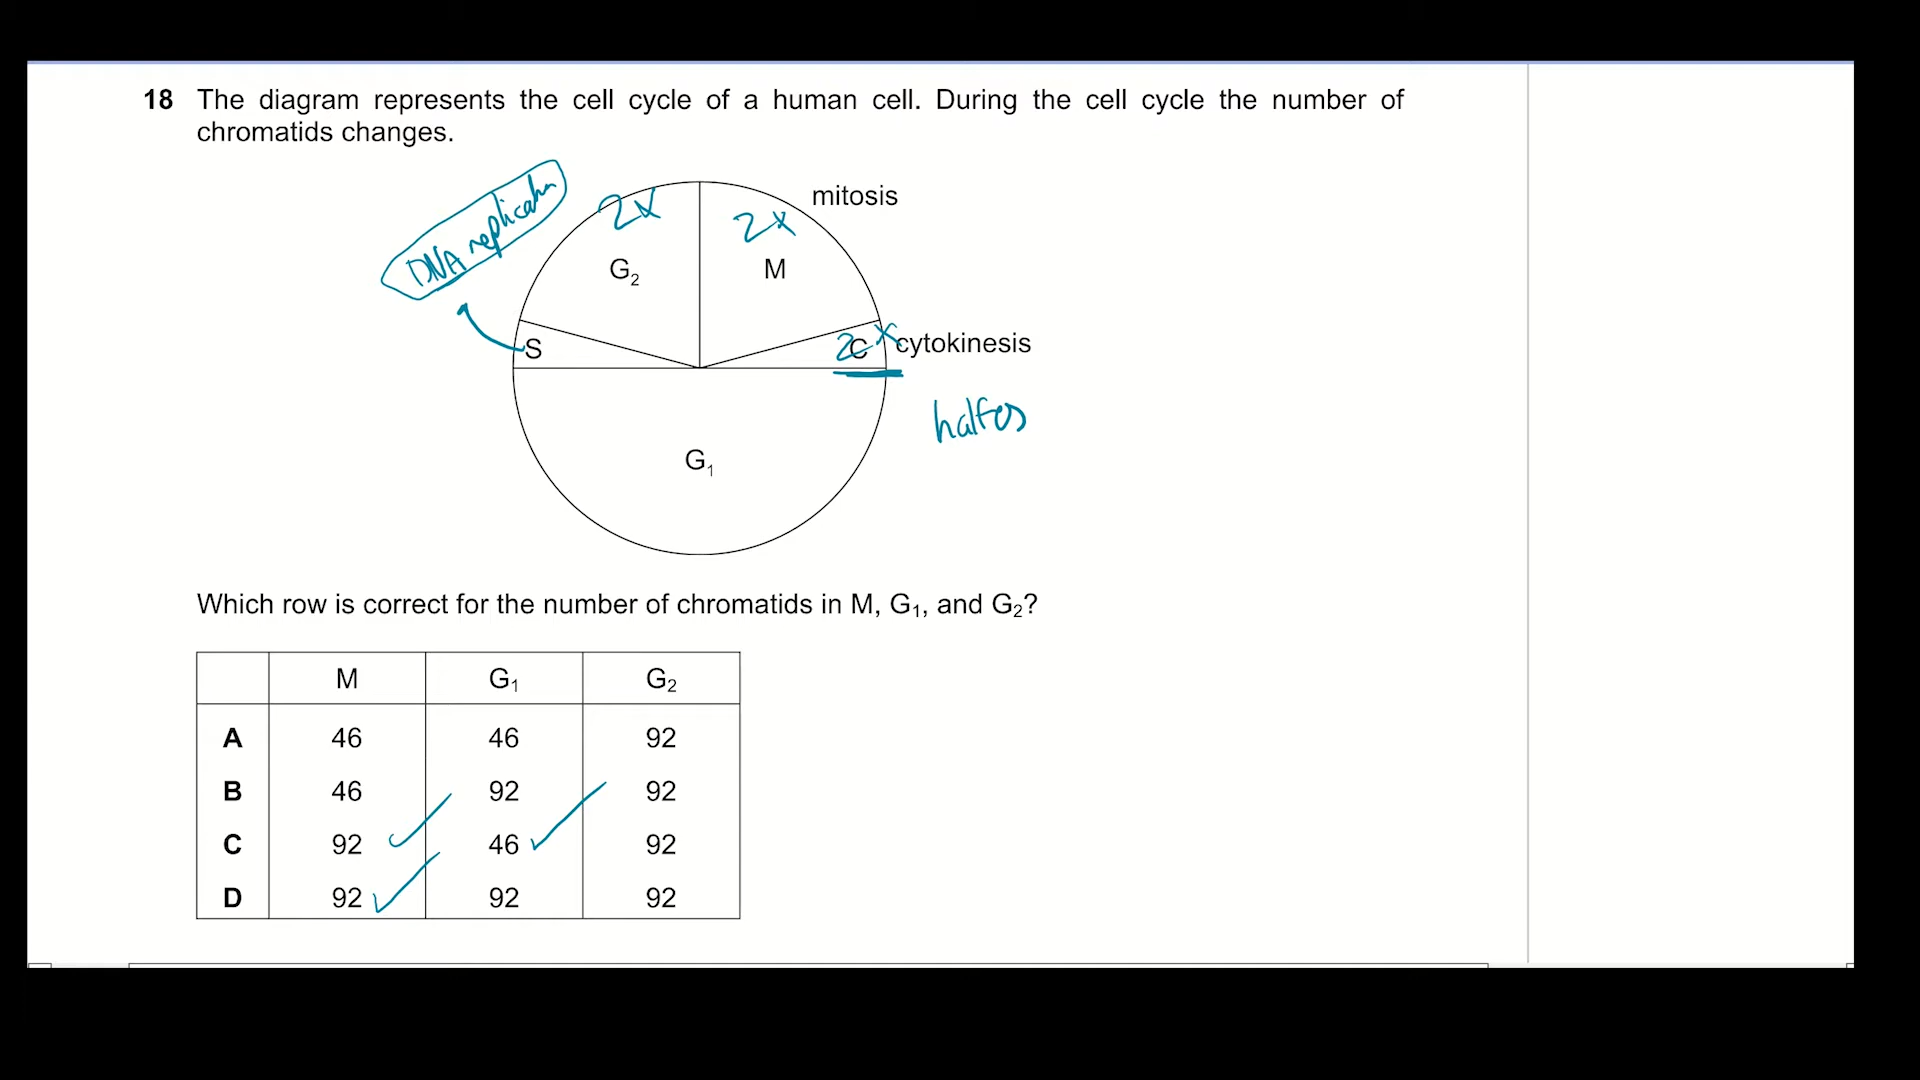 18 The diagram represents the cell cycle of a human cell. During the cell cycle the number of
chromatids changes.
DNA replicatn
2x
2x
mitosis
G₂
M
S
2x
C
cytokinesis
halfes
G₁
Which row is correct for the number of chromatids in M, G₁, and G₂?
M G₁ G₂
A 46 46 92
B 46 92 92
C 92 46 92
D 92 92 92